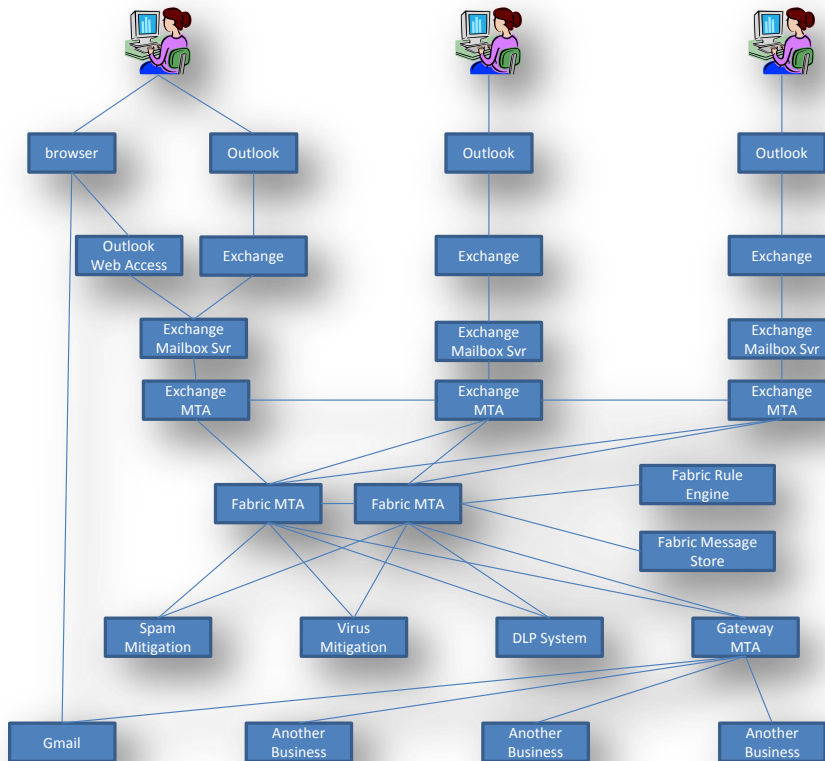 browser
Outlook
Outlook
Outlook
Outlook
Web Access
Exchange
Exchange
Exchange
Exchange
Mailbox Svr
Exchange
Mailbox Svr
Exchange
Mailbox Svr
Exchange
MTA
Exchange
MTA
Exchange
MTA
Fabric MTA
Fabric MTA
Fabric Rule
Engine
Fabric Message
Store
Spam
Mitigation
Virus
Mitigation
DLP System
Gateway
MTA
Gmail
Another
Business
Another
Business
Another
Business